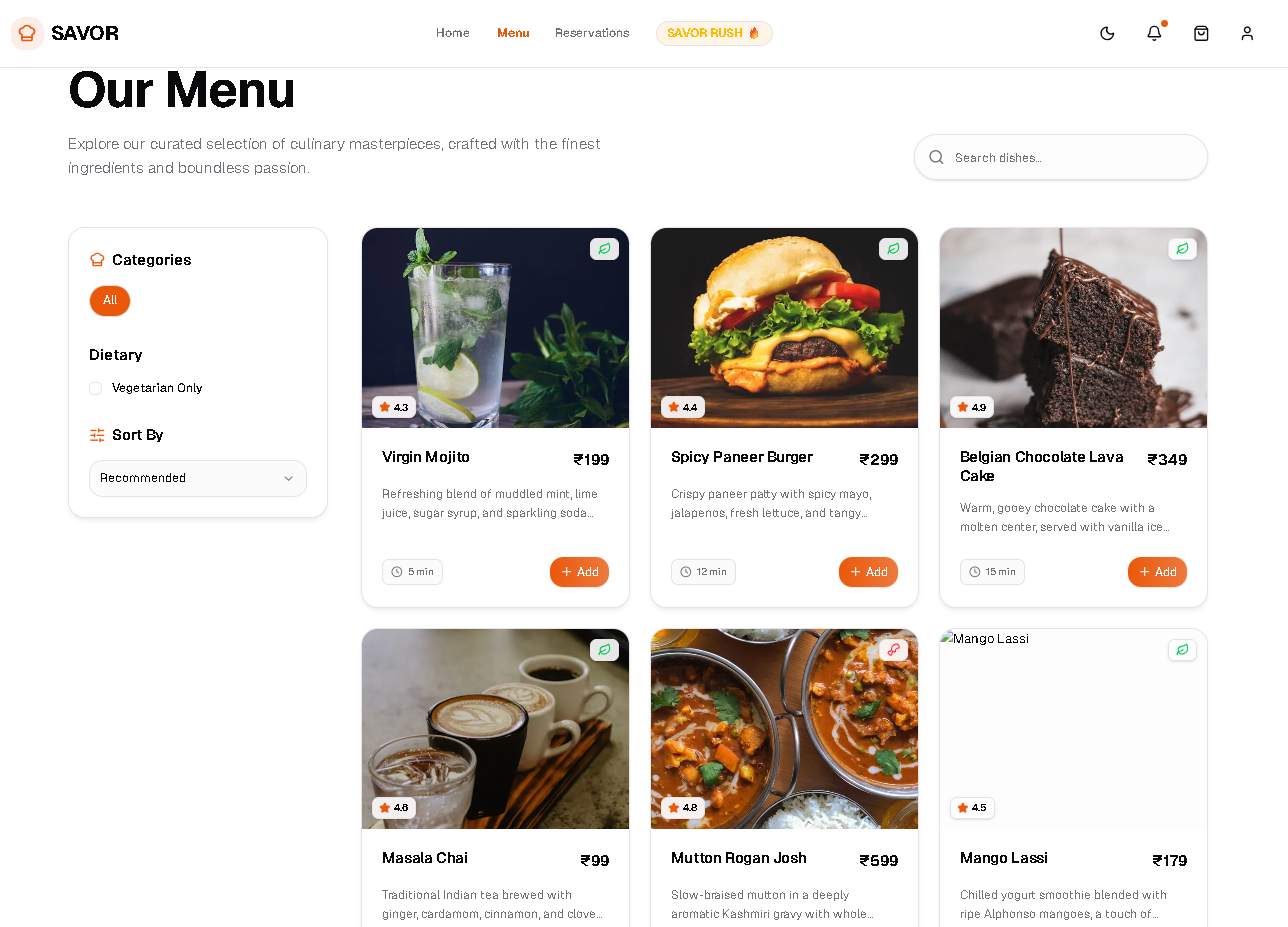 SAVOR
Home
Menu
Reservations
SAVOR RUSH 🔥
Our Menu
Explore our curated selection of culinary masterpieces, crafted with the finest
ingredients and boundless passion.
Search dishes...
Categories
All
Dietary
Vegetarian Only
Sort By
Recommended
4.3
Virgin Mojito
₹199
Refreshing blend of muddled mint, lime
juice, sugar syrup, and sparkling soda...
5 min
+ Add
4.4
Spicy Paneer Burger
₹299
Crispy paneer patty with spicy mayo,
jalapenos, fresh lettuce, and tangy...
12 min
+ Add
4.9
Belgian Chocolate Lava
Cake
₹349
Warm, gooey chocolate cake with a
molten center, served with vanilla ice...
15 min
+ Add
4.6
Masala Chai
₹99
Traditional Indian tea brewed with
ginger, cardamom, cinnamon, and clove...
4.8
Mutton Rogan Josh
₹599
Slow-braised mutton in a deeply
aromatic Kashmiri gravy with whole...
Mango Lassi
4.5
Mango Lassi
₹179
Chilled yogurt smoothie blended with
ripe Alphonso mangoes, a touch of...